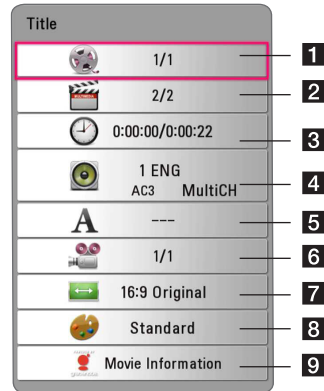 Title
1/1
1
2/2
2
0:00:00/0:00:22
3
1 ENG
AC3 MultiCH
4
A
---
5
1/1
6
16:9 Original
7
Standard
8
Movie Information
9